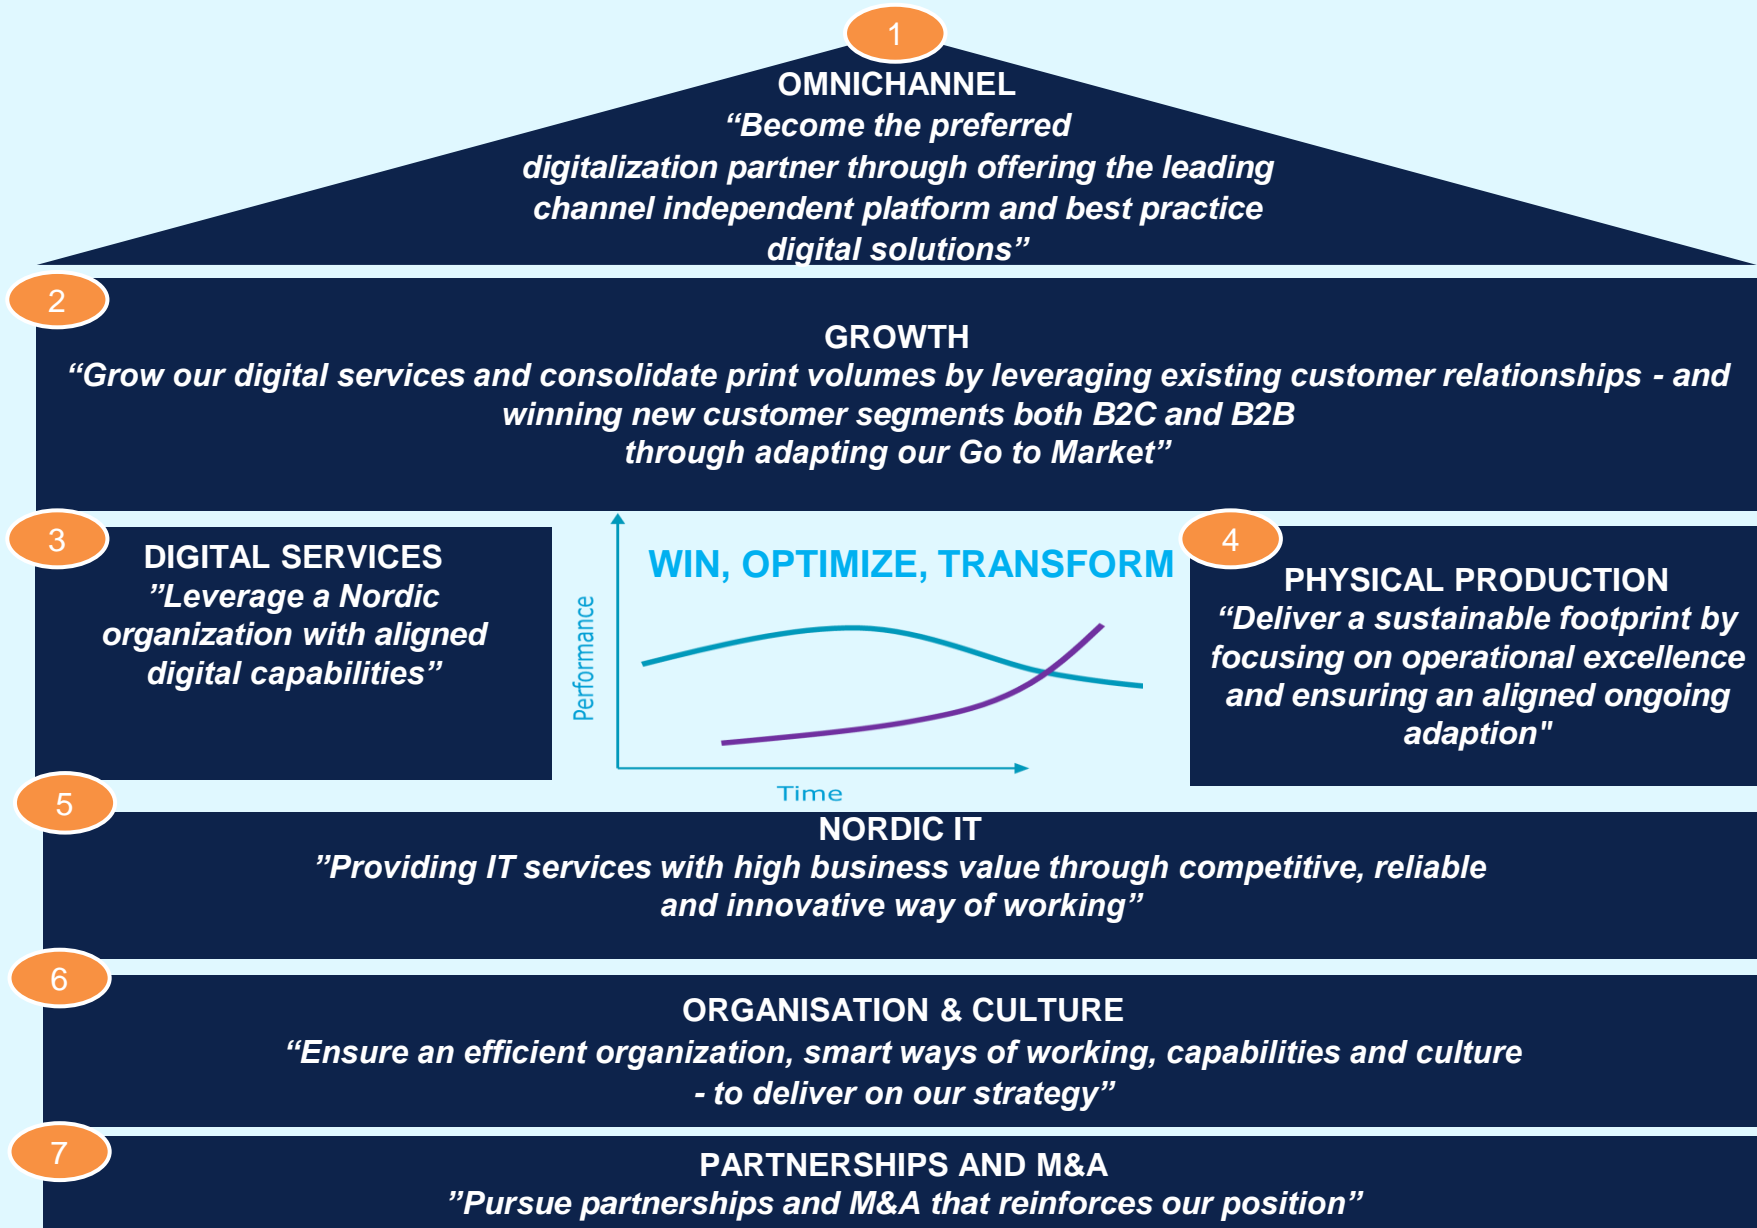 1
OMNICHANNEL
“Become the preferred
digitalization partner through offering the leading
channel independent platform and best practice
digital solutions”
2
GROWTH
“Grow our digital services and consolidate print volumes by leveraging existing customer relationships - and
winning new customer segments both B2C and B2B
through adapting our Go to Market”
3
DIGITAL SERVICES
”Leverage a Nordic
organization with aligned
digital capabilities”
WIN, OPTIMIZE, TRANSFORM
Performance
Time
4
PHYSICAL PRODUCTION
“Deliver a sustainable footprint by
focusing on operational excellence
and ensuring an aligned ongoing
adaption"
5
NORDIC IT
”Providing IT services with high business value through competitive, reliable
and innovative way of working”
6
ORGANISATION & CULTURE
“Ensure an efficient organization, smart ways of working, capabilities and culture
- to deliver on our strategy”
7
PARTNERSHIPS AND M&A
”Pursue partnerships and M&A that reinforces our position”